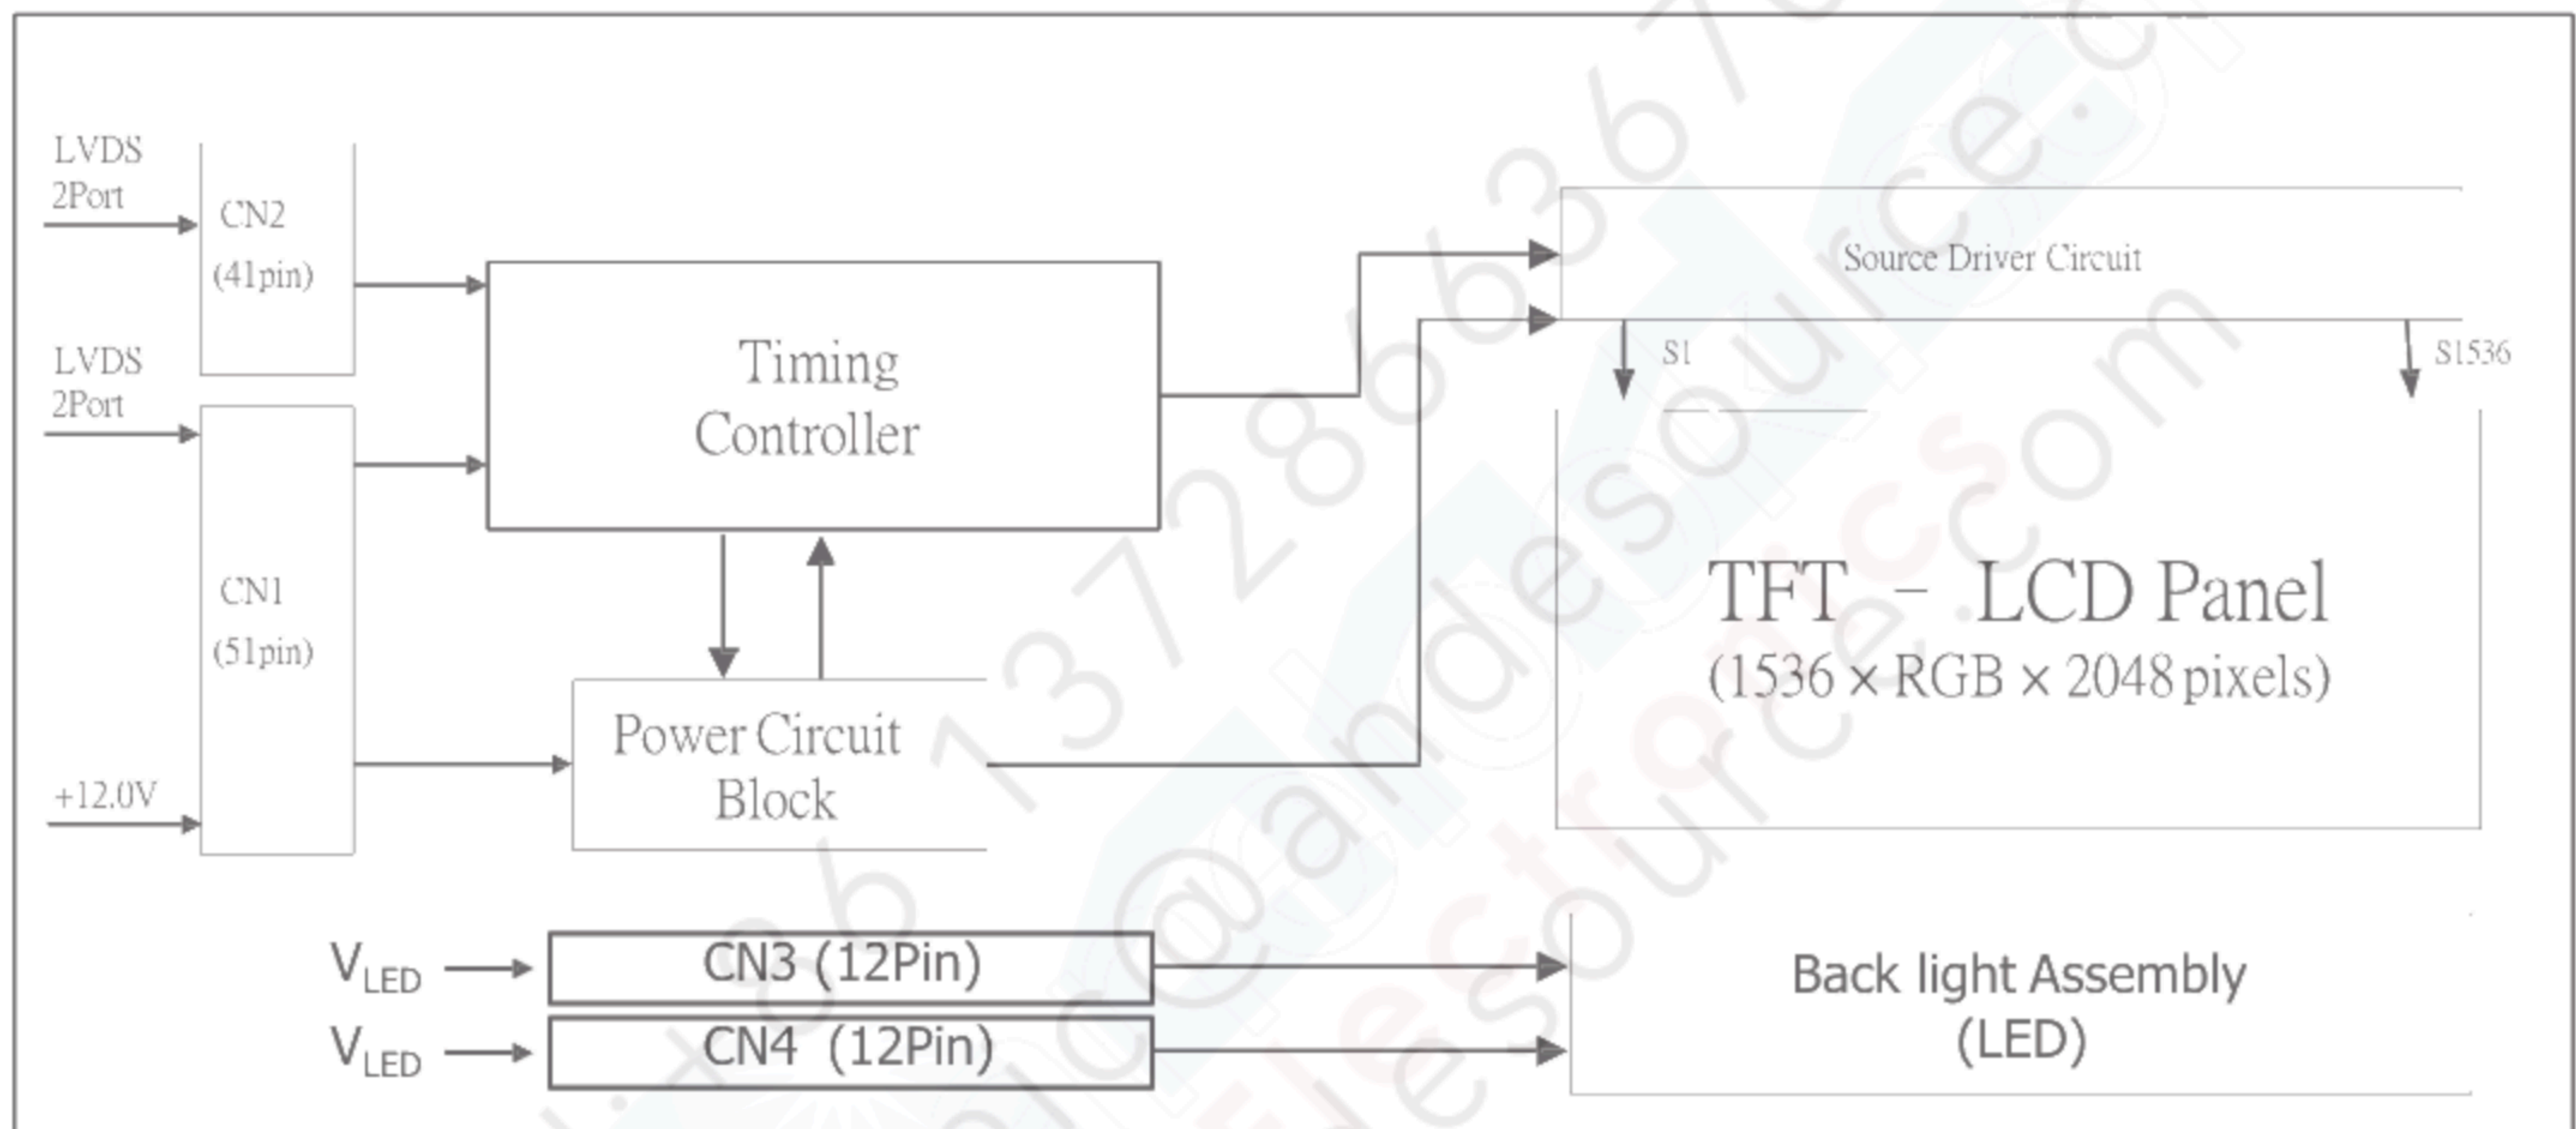 LVDS
2Port
CN2
(41pin)
LVDS
2Port
CN1
(51pin)
+12.0V
Timing
Controller
Power Circuit
Block
Source Driver Circuit
S1
S1536
TFT – LCD Panel
(1536 × RGB × 2048 pixels)
VLED
CN3 (12Pin)
VLED
CN4 (12Pin)
Back light Assembly
(LED)